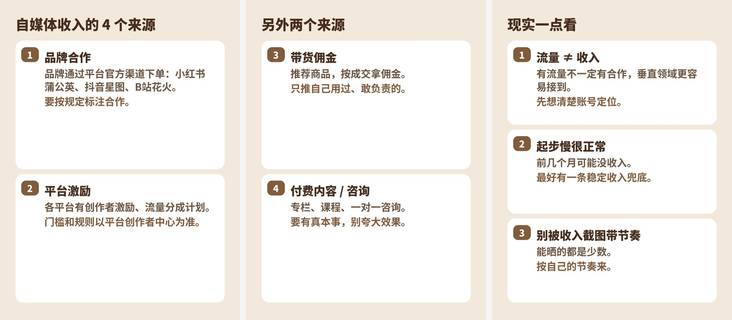 自媒体收入的 4 个来源
1 品牌合作
品牌通过平台官方渠道下单：小红书
蒲公英、抖音星图、B站花火。
要按规定标注合作。
2 平台激励
各平台有创作者激励、流量分成计划。
门槛和规则以平台创作者中心为准。
另外两个来源
3 带货佣金
推荐商品，按成交拿佣金。
只推自己用过、敢负责的。
4 付费内容 / 咨询
专栏、课程、一对一咨询。
要有真本事，别夸大效果。
现实一点看
1 流量 ≠ 收入
有流量不一定有合作，垂直领域更容
易接到。
先想清楚账号定位。
2 起步慢很正常
前几个月可能没收入。
最好有一条稳定收入兜底。
3 别被收入截图带节奏
能晒的都是少数。
按自己的节奏来。